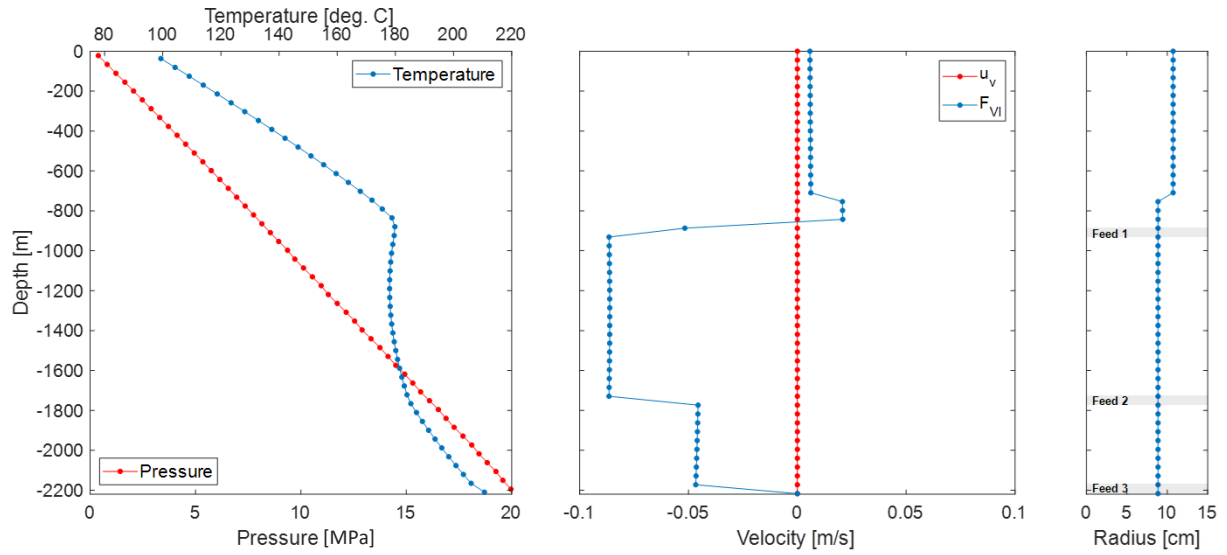 Temperature [deg. C]
80 100 120 140 160 180 200 220
0
-200
-400
-600
-800
-1000
-1200
-1400
-1600
-1800
-2000
-2200
Depth [m]
Temperature
Pressure
0 5 10 15 20
Pressure [MPa]
u_v
F_Vl
-0.1 -0.05 0 0.05 0.1
Velocity [m/s]
Feed 1
Feed 2
Feed 3
0 5 10 15
Radius [cm]